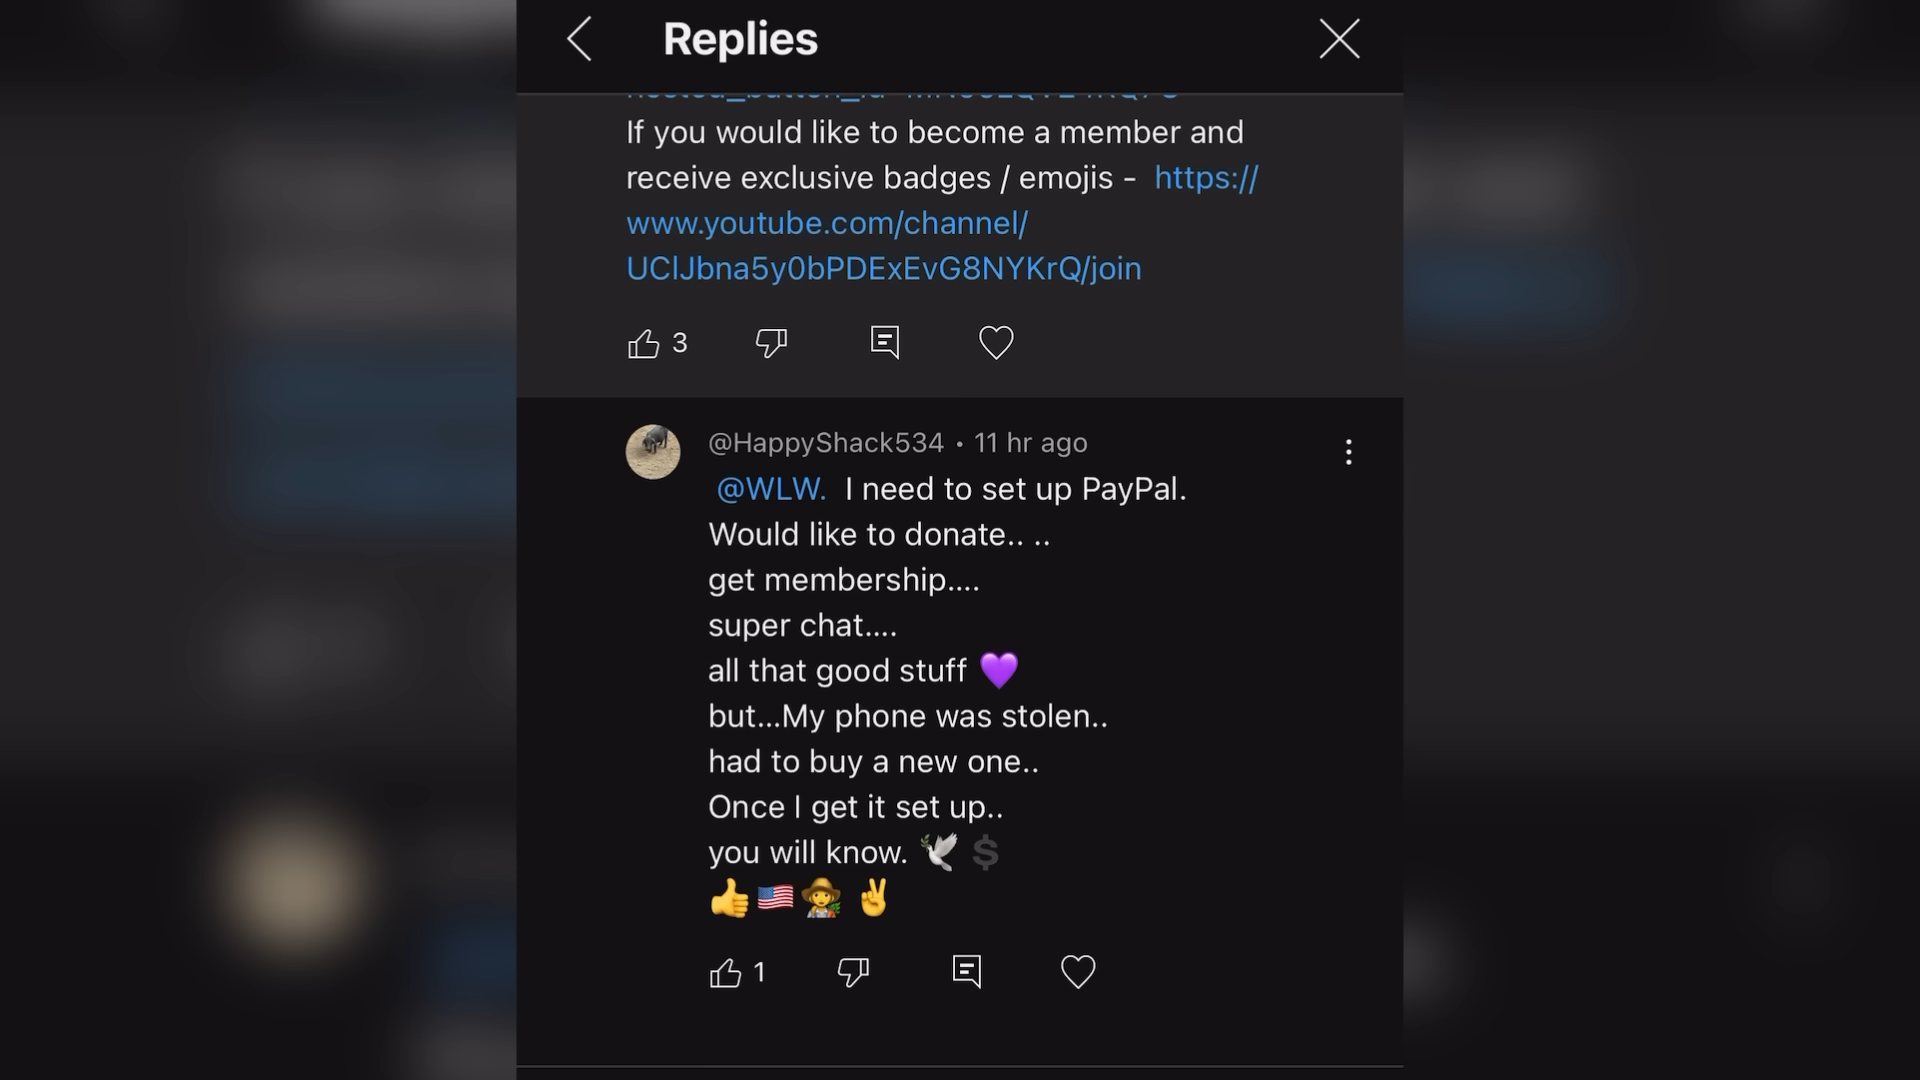 Replies
If you would like to become a member and
receive exclusive badges / emojis - https://
www.youtube.com/channel/
UClJbna5y0bPDExEvG8NYKrQ/join
3
@HappyShack534 • 11 hr ago
@WLW. I need to set up PayPal.
Would like to donate.. ..
get membership....
super chat....
all that good stuff 💜
but...My phone was stolen..
had to buy a new one..
Once I get it set up..
you will know. 🕊️ 💲
👍🇺🇸🧑‍🌾 ✌️
1